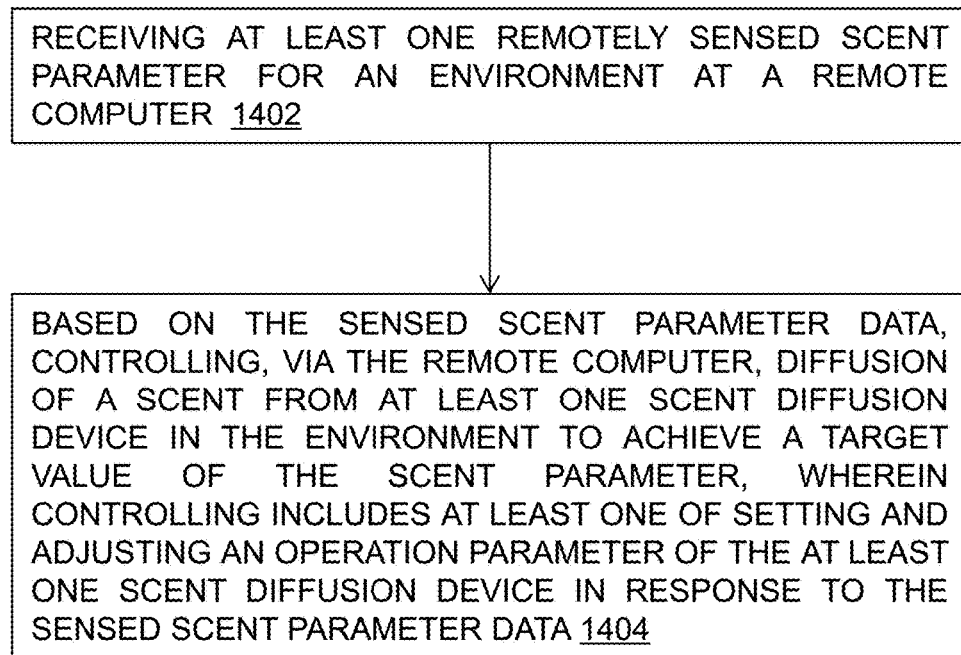 RECEIVING AT LEAST ONE REMOTELY SENSED SCENT
PARAMETER FOR AN ENVIRONMENT AT A REMOTE
COMPUTER 1402
BASED ON THE SENSED SCENT PARAMETER DATA,
CONTROLLING, VIA THE REMOTE COMPUTER, DIFFUSION
OF A SCENT FROM AT LEAST ONE SCENT DIFFUSION
DEVICE IN THE ENVIRONMENT TO ACHIEVE A TARGET
VALUE OF THE SCENT PARAMETER, WHEREIN
CONTROLLING INCLUDES AT LEAST ONE OF SETTING AND
ADJUSTING AN OPERATION PARAMETER OF THE AT LEAST
ONE SCENT DIFFUSION DEVICE IN RESPONSE TO THE
SENSED SCENT PARAMETER DATA 1404